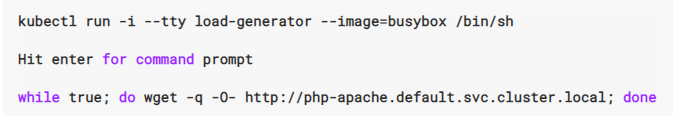 kubectl run -i --tty load-generator --image=busybox /bin/sh
Hit enter for command prompt
while true; do wget -q -O- http://php-apache.default.svc.cluster.local; done